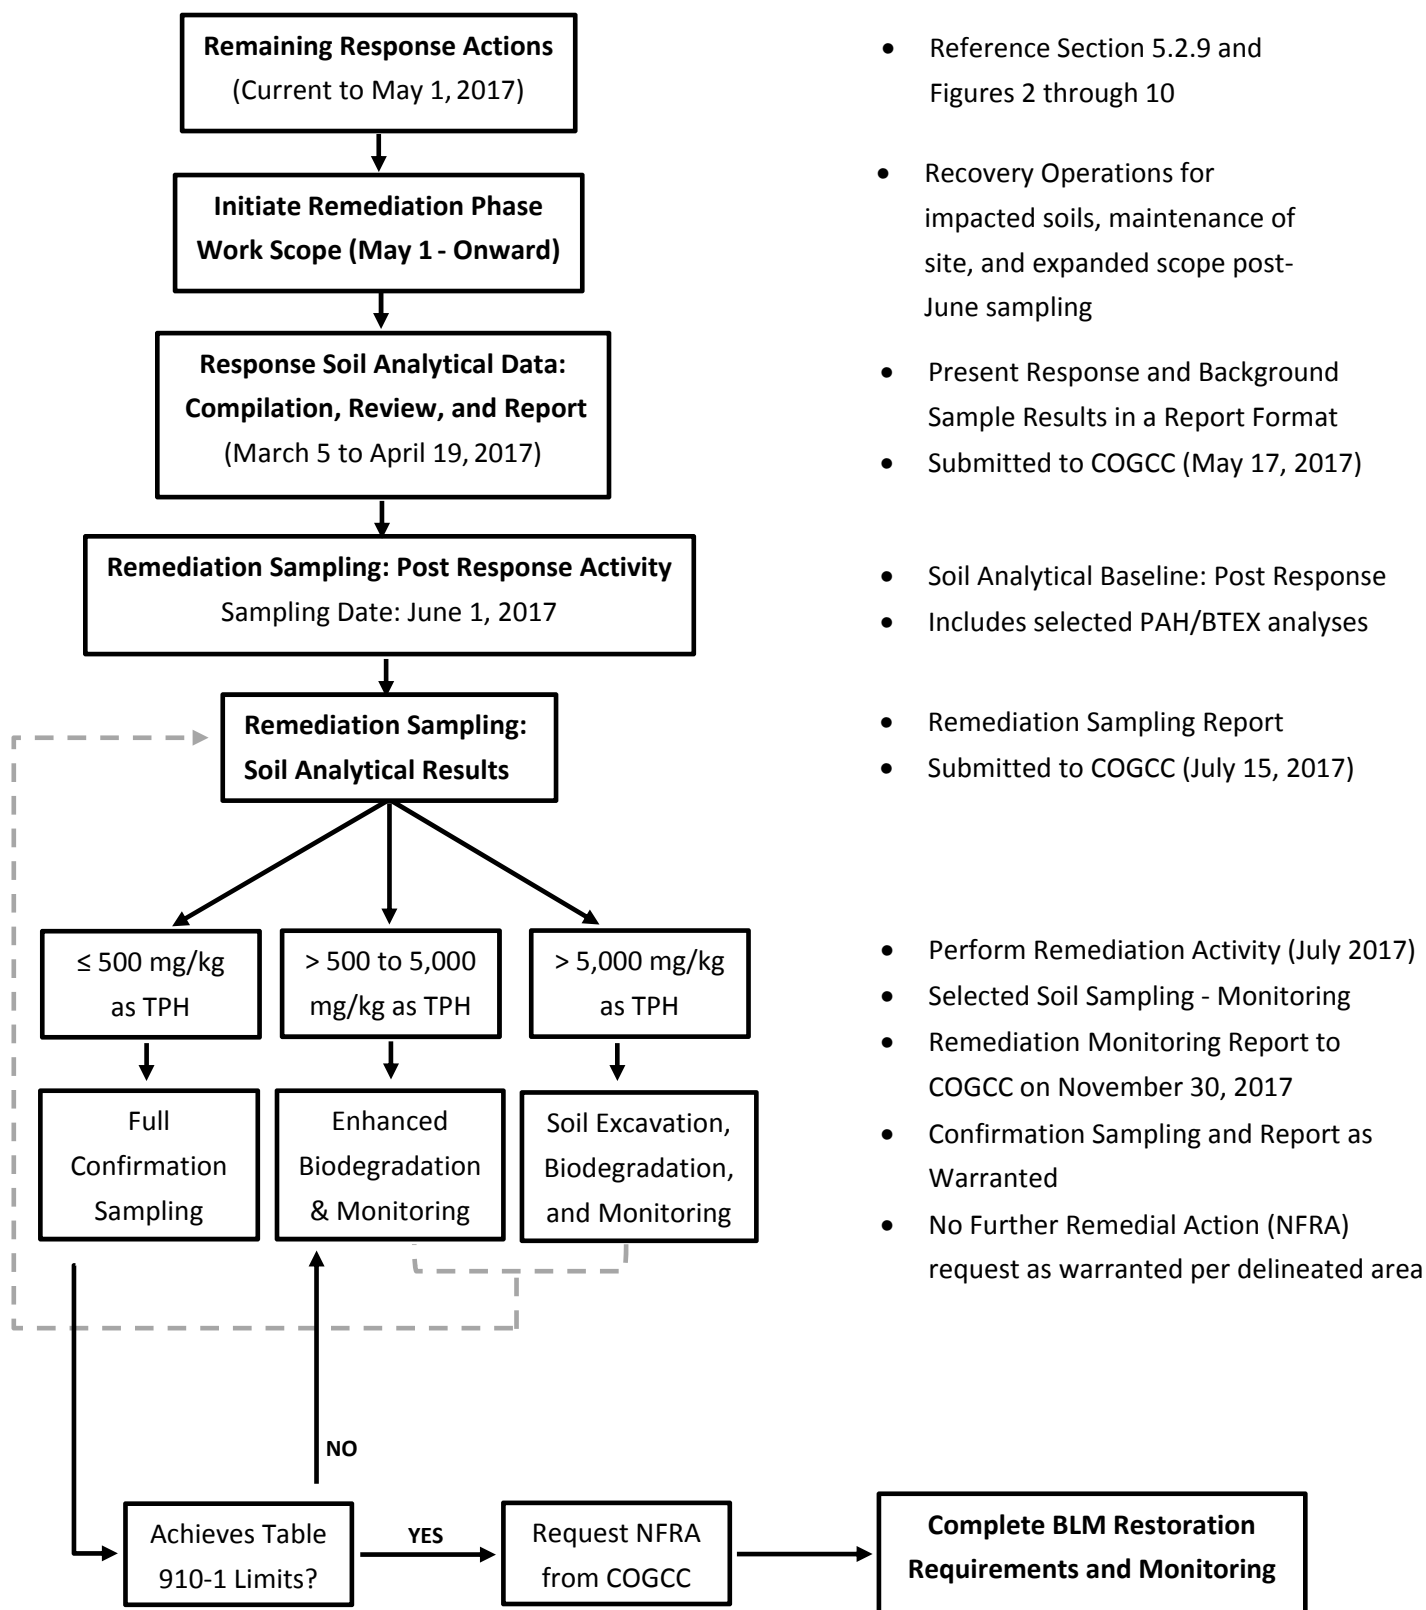 Remaining Response Actions
(Current to May 1, 2017)
• Reference Section 5.2.9 and
Figures 2 through 10
Initiate Remediation Phase
Work Scope (May 1 - Onward)
• Recovery Operations for
impacted soils, maintenance of
site, and expanded scope post-
June sampling
Response Soil Analytical Data:
Compilation, Review, and Report
(March 5 to April 19, 2017)
• Present Response and Background
Sample Results in a Report Format
• Submitted to COGCC (May 17, 2017)
Remediation Sampling: Post Response Activity
Sampling Date: June 1, 2017
• Soil Analytical Baseline: Post Response
• Includes selected PAH/BTEX analyses
Remediation Sampling:
Soil Analytical Results
• Remediation Sampling Report
• Submitted to COGCC (July 15, 2017)
≤ 500 mg/kg
as TPH
> 500 to 5,000
mg/kg as TPH
> 5,000 mg/kg
as TPH
Full
Confirmation
Sampling
Enhanced
Biodegradation
& Monitoring
Soil Excavation,
Biodegradation,
and Monitoring
• Perform Remediation Activity (July 2017)
• Selected Soil Sampling - Monitoring
• Remediation Monitoring Report to
COGCC on November 30, 2017
• Confirmation Sampling and Report as
Warranted
• No Further Remedial Action (NFRA)
request as warranted per delineated area
NO
Achieves Table
910-1 Limits?
YES
Request NFRA
from COGCC
Complete BLM Restoration
Requirements and Monitoring